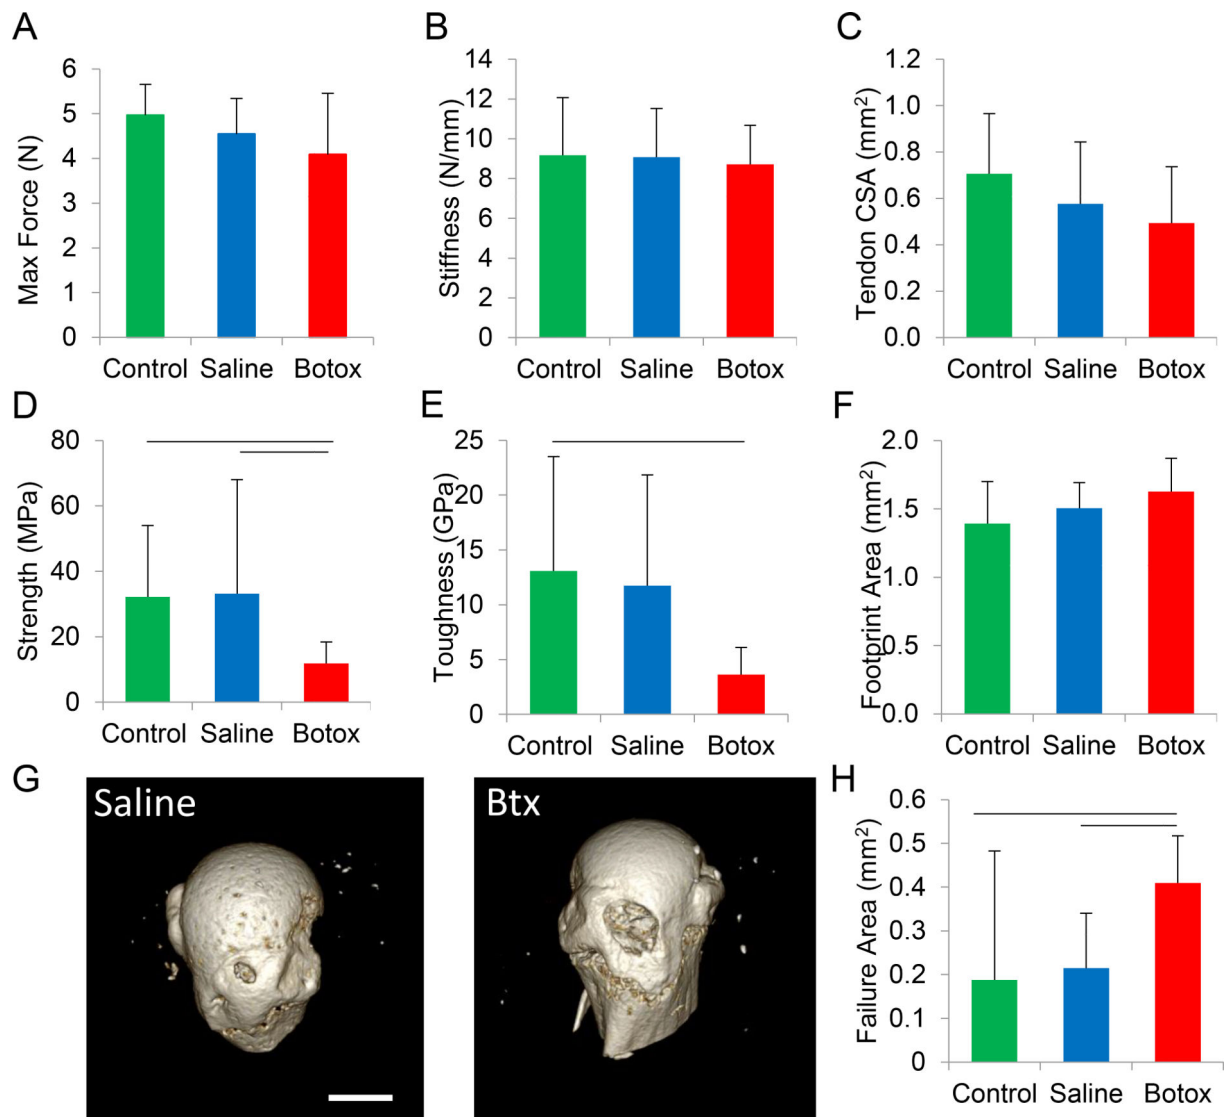 A
Max Force (N)
6
5
4
3
2
1
0
Control Saline Botox
B
Stiffness (N/mm)
14
12
10
8
6
4
2
0
Control Saline Botox
C
Tendon CSA (mm²)
1.2
1.0
0.8
0.6
0.4
0.2
0.0
Control Saline Botox
D
Strength (MPa)
80
60
40
20
0
Control Saline Botox
E
Toughness (GPa)
25
20
15
10
5
0
Control Saline Botox
F
Footprint Area (mm²)
2.0
1.5
1.0
0.5
0.0
Control Saline Botox
G
Saline
Btx
H
Failure Area (mm²)
0.6
0.5
0.4
0.3
0.2
0.1
0
Control Saline Botox